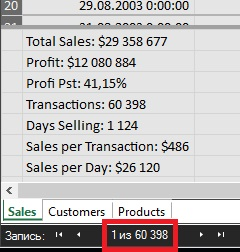 20 29.08.2003 0:00:00
Total Sales: $29 358 677
Profit: $12 080 884
Profi Pst: 41,15%
Transactions: 60 398
Days Selling: 1 124
Sales per Transaction: $486
Sales per Day: $26 120
Sales Customers Products
Запись: 1 из 60 398